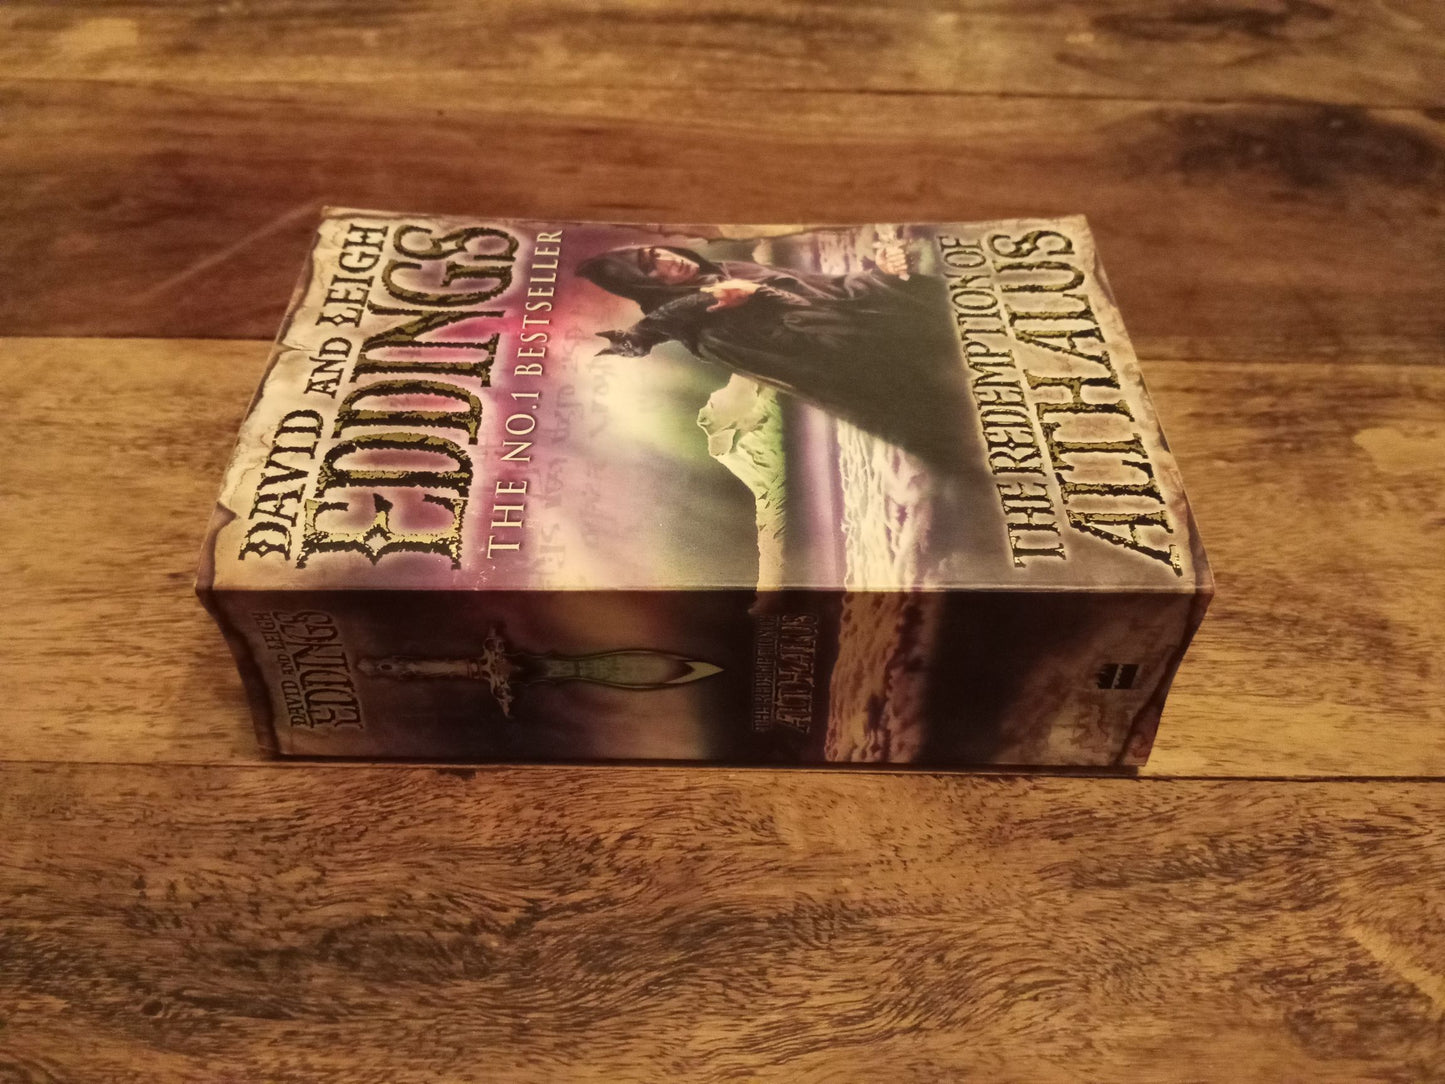 DAVID AND LEIGH
EDDINGS
THE NO.1 BESTSELLER
THE REDEMPTION OF
ALTHALUS
DAVID AND LEIGH
EDDINGS
THE REDEMPTION OF
ALTHALUS